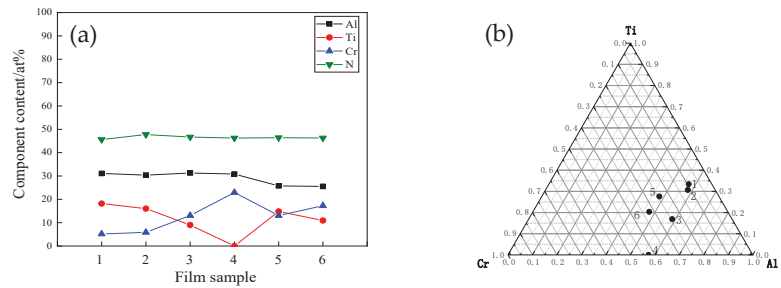 (a)
Component content/at%
100
90
80
70
60
50
40
30
20
10
0
1 2 3 4 5 6
Film sample
Al
Ti
Cr
N
(b)
Ti
0.0 1.0
0.1 0.9
0.2 0.8
0.3 0.7
0.4 0.6
0.5 0.5
0.6 0.4
1
0.7 5 2 0.3
0.8 6 3 0.2
0.9 0.1
4
1.0 0.0
Cr Al
0.0 0.1 0.2 0.3 0.4 0.5 0.6 0.7 0.8 0.9 1.0